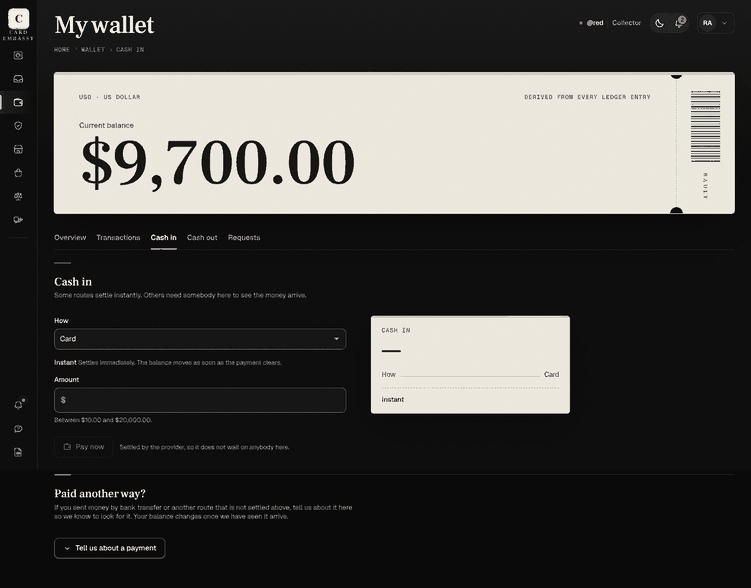 C
CARD
EMBASSY
My wallet
@red
Collector
2
RA
HOME › WALLET › CASH IN
USD · US DOLLAR
DERIVED FROM EVERY LEDGER ENTRY
Current balance
$9,700.00
Overview
Transactions
Cash in
Cash out
Requests
Cash in
Some routes settle instantly. Others need somebody here to see the money arrive.
How
Card
Instant Settles immediately. The balance moves as soon as the payment clears.
Amount
$
Between $10.00 and $20,000.00.
Pay now
Settled by the provider, so it does not wait on anybody here.
CASH IN
—
How
Card
Instant
Paid another way?
If you sent money by bank transfer or another route that is not settled above, tell us about it here
so we know to look for it. Your balance changes once we have seen it arrive.
Tell us about a payment